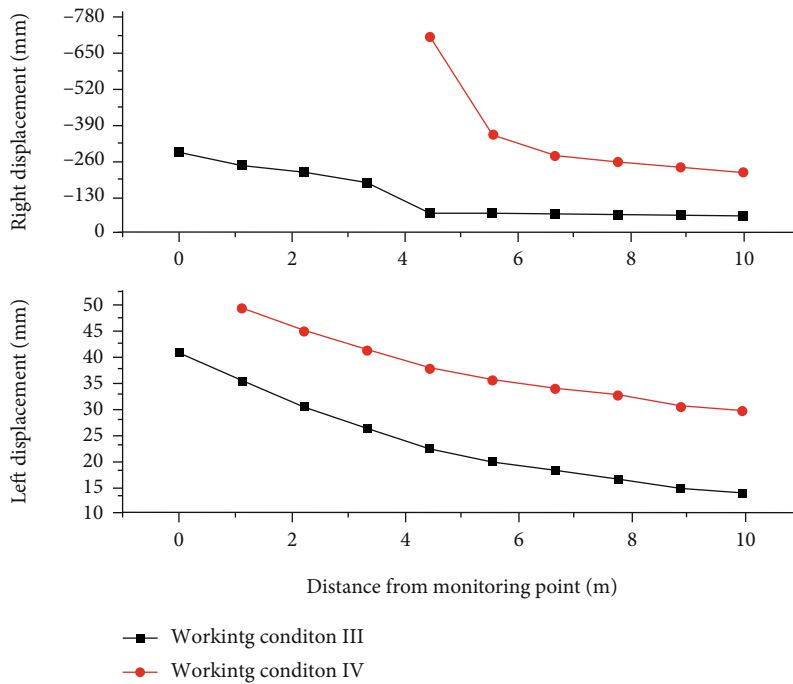 Right displacement (mm)
–780
–650
–520
–390
–260
–130
0
0 2 4 6 8 10
Left displacement (mm)
50
45
40
35
30
25
20
15
10
0 2 4 6 8 10
Distance from monitoring point (m)
Workintg conditon III
Workintg conditon IV